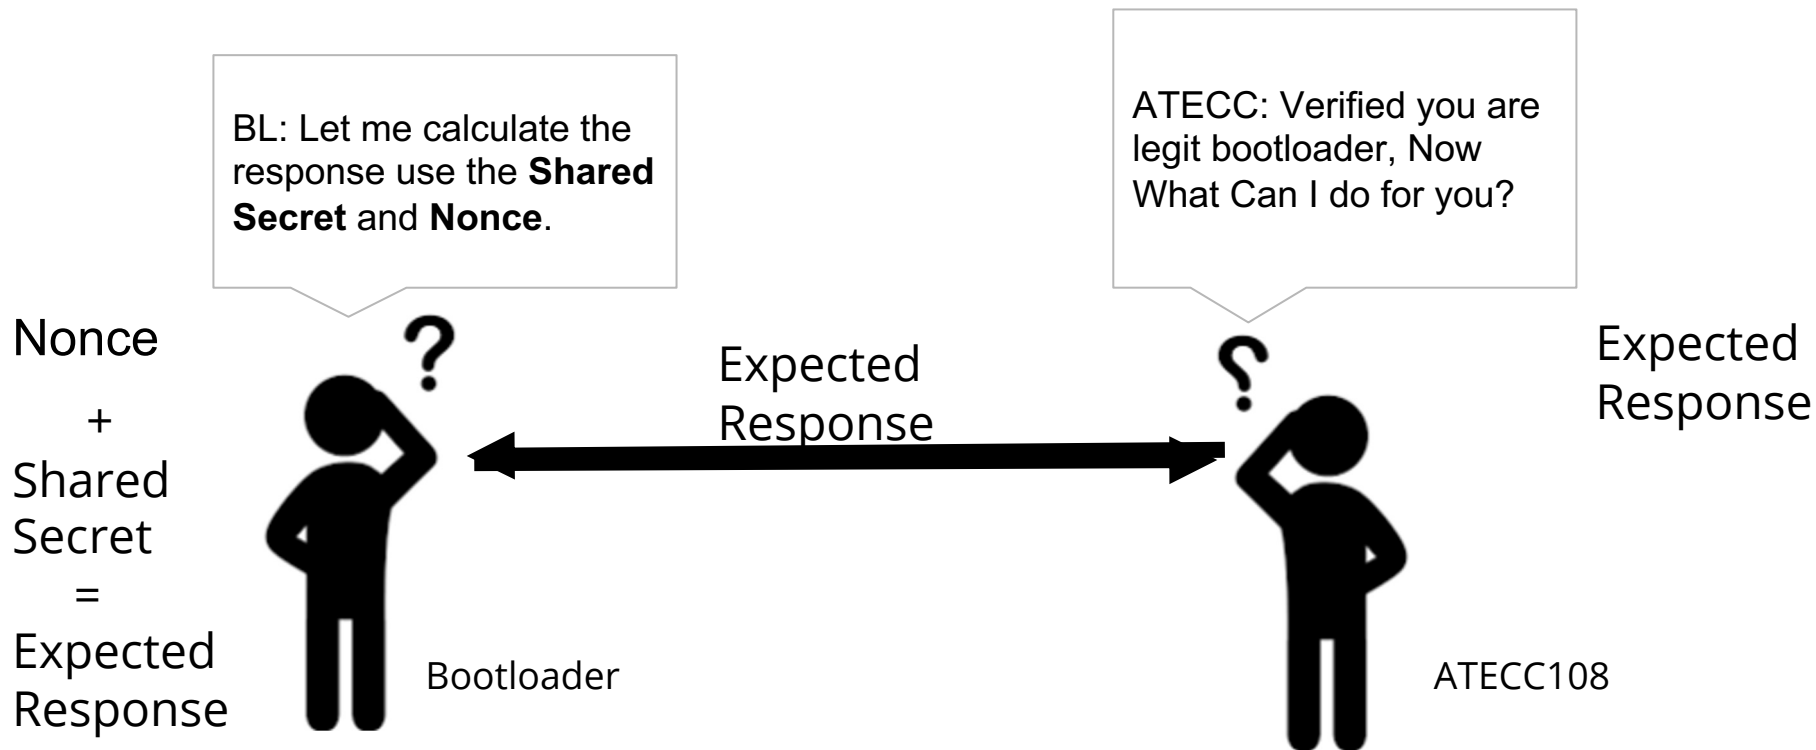 BL: Let me calculate the
response use the Shared
Secret and Nonce.
ATECC: Verified you are
legit bootloader, Now
What Can I do for you?
Nonce
+
Shared
Secret
=
Expected
Response
?
Expected
Response
?
Expected
Response
Bootloader
ATECC108